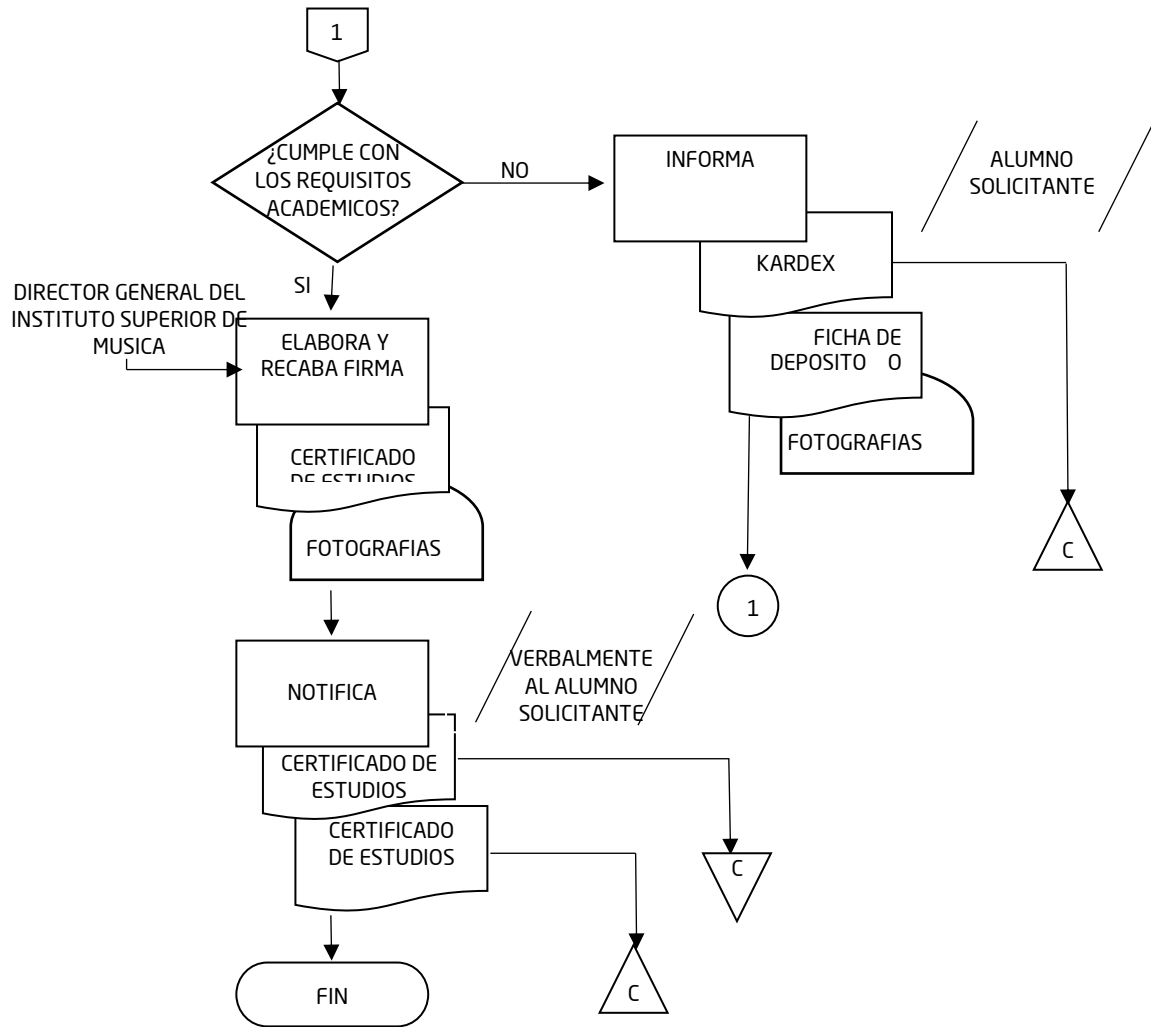 1
¿CUMPLE CON
LOS REQUISITOS
ACADEMICOS?
NO
INFORMA
ALUMNO
SOLICITANTE
KARDEX
SI
DIRECTOR GENERAL DEL
INSTITUTO SUPERIOR DE
MUSICA
ELABORA Y
RECABA FIRMA
FICHA DE
DEPOSITO O
FOTOGRAFIAS
CERTIFICADO
DE ESTUDIOS
FOTOGRAFIAS
C
1
VERBALMENTE
AL ALUMNO
SOLICITANTE
NOTIFICA
CERTIFICADO DE
ESTUDIOS
CERTIFICADO
DE ESTUDIOS
C
C
FIN